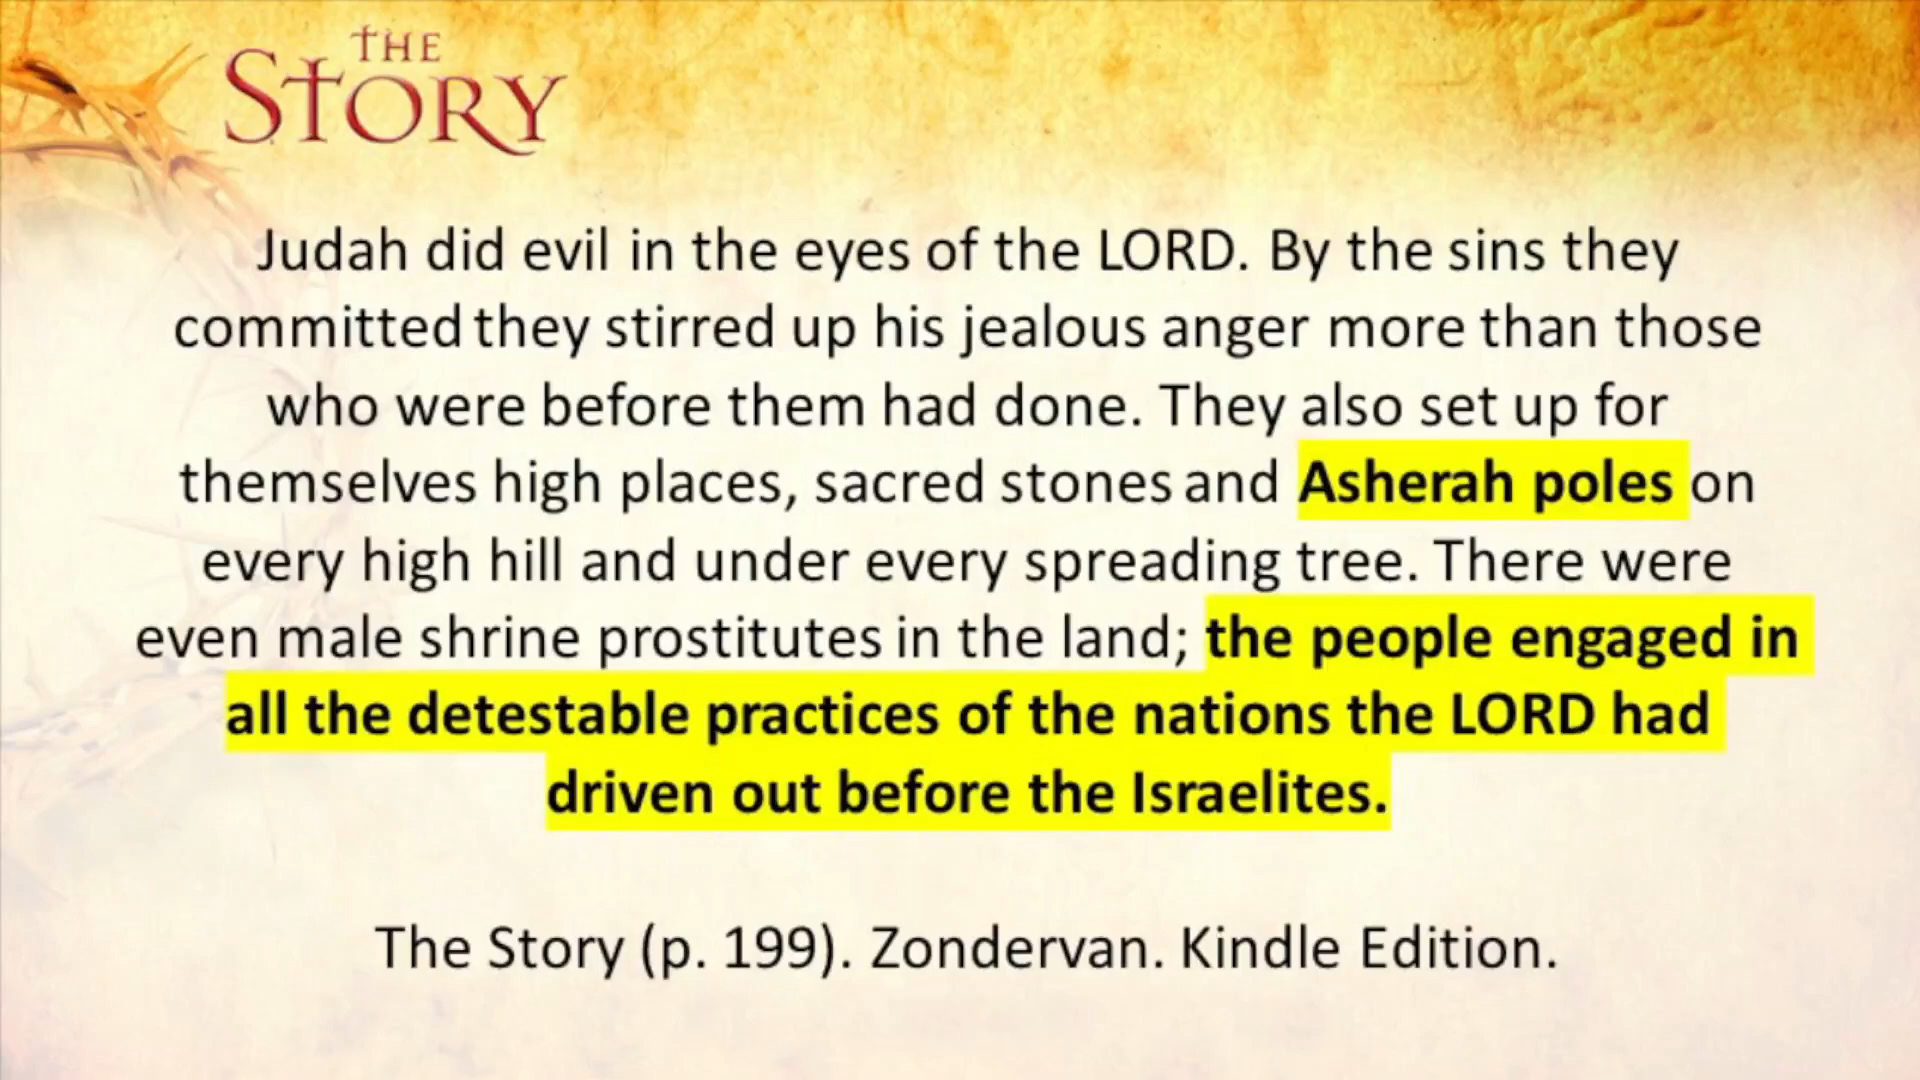 THE
STORY
Judah did evil in the eyes of the LORD. By the sins they
committed they stirred up his jealous anger more than those
who were before them had done. They also set up for
themselves high places, sacred stones and Asherah poles on
every high hill and under every spreading tree. There were
even male shrine prostitutes in the land; the people engaged in
all the detestable practices of the nations the LORD had
driven out before the Israelites.
The Story (p. 199). Zondervan. Kindle Edition.